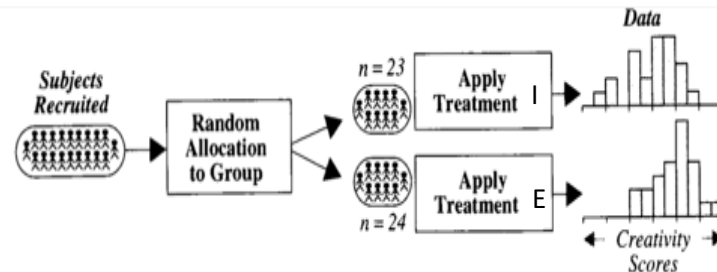 Subjects
Recruited
Random
Allocation
to Group
n = 23
Apply
Treatment I
n = 24
Apply
Treatment E
Data
Creativity
Scores